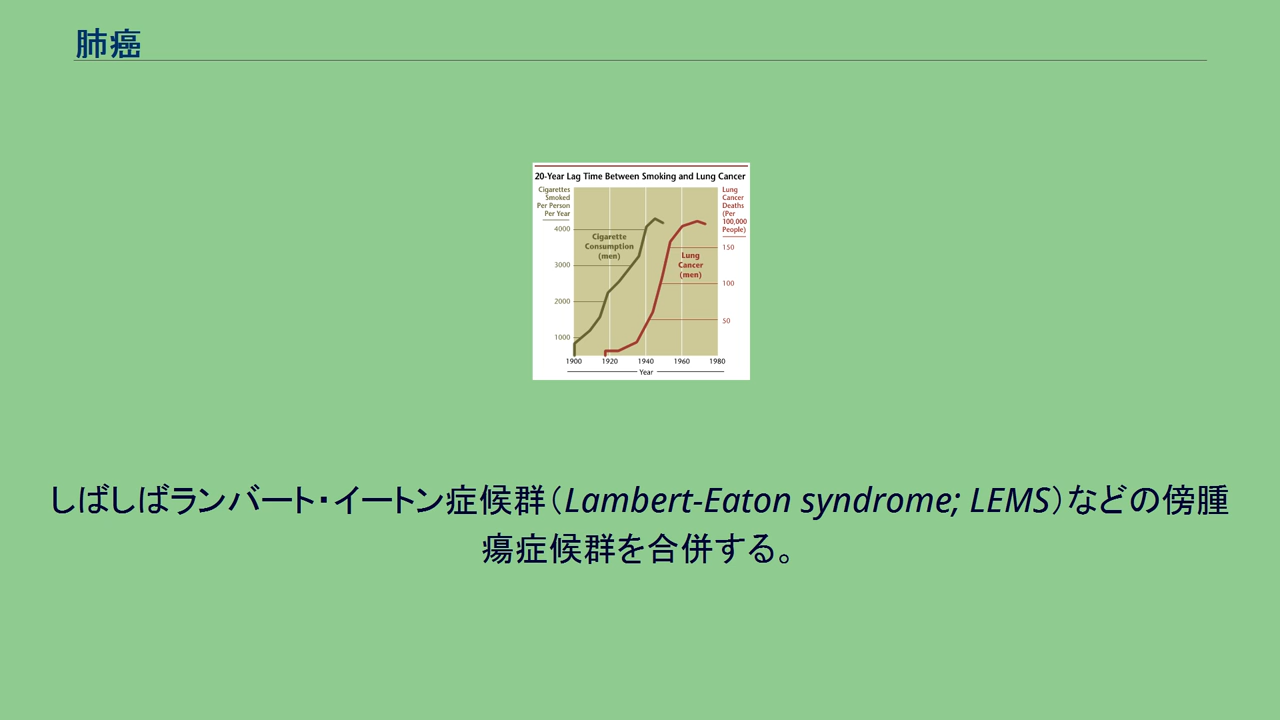 肺癌
20-Year Lag Time Between Smoking and Lung Cancer
Cigarettes
Smoked
Per Person
Per Year
Lung
Cancer
Deaths
(Per
100,000
People)
4000
3000
2000
1000
Cigarette
Consumption
(men)
Lung
Cancer
(men)
150
100
50
1900 1920 1940 1960 1980
Year
しばしばランバート・イートン症候群（Lambert-Eaton syndrome; LEMS）などの傍腫
瘍症候群を合併する。